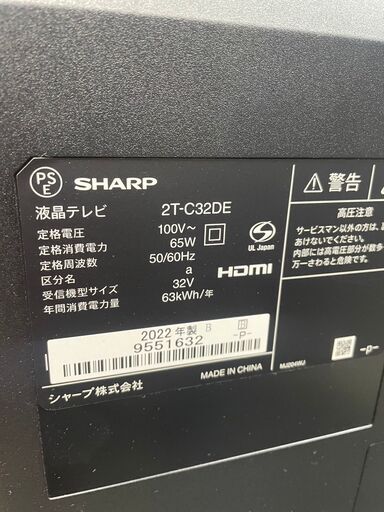 PS
E
SHARP
液晶テレビ 2T-C32DE
定格電圧 100V～
定格消費電力 65W
定格周波数 50/60Hz
区分名 a
受信機型サイズ 32V
年間消費電力量 63kWh/年
UL Japan
HDMI
2022年製 B B
9551632 -P-
シャープ株式会社
MADE IN CHINA
警告
高圧注意
サービスマン以外の方は、
あけないでください。
内部には高電圧部分が数多
万一さわると危険です。
-P-